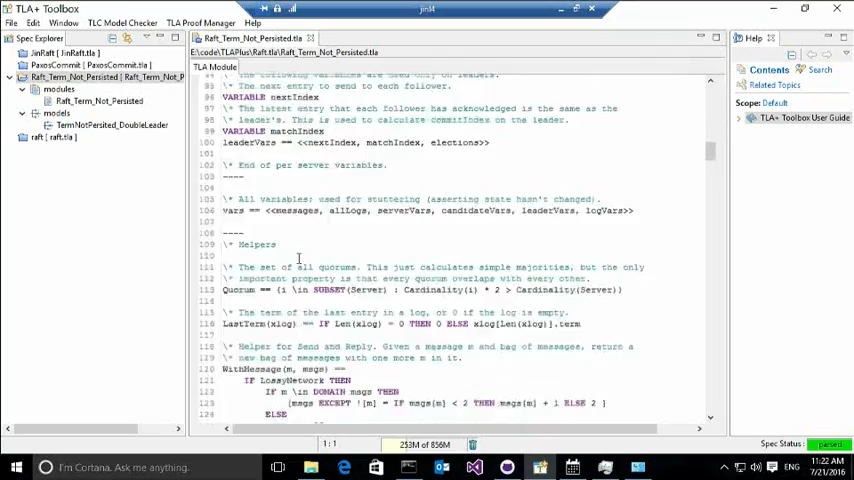 TLA+ Toolbox
jinl4
File Edit Window TLC Model Checker TLA Proof Manager Help
Spec Explorer
JinRaft [ JinRaft.tla ]
PaxosCommit [ PaxosCommit.tla ]
Raft_Term_Not_Persisted [ Raft_Term_Not_P
modules
Raft_Term_Not_Persisted
models
TermNotPersited_DoubleLeader
raft [ raft.tla ]
Raft_Term_Not_Persisted.tla
E:\code\TLAPlus\Raft.tla\Raft_Term_Not_Persisted.tla
TLA Module
94 \* The following variables are used only on leaders.
95 \* The next entry to send to each follower.
96 VARIABLE nextIndex
97 \* The latest entry that each follower has acknowledged is the same as the
98 \* leader's. This is used to calculate commitIndex on the leader.
99 VARIABLE matchIndex
100 leaderVars == <<nextIndex, matchIndex, elections>>
101
102 \* End of per server variables.
103 ----
104
105 \* All variables; used for stuttering (asserting state hasn't changed).
106 vars == <<messages, allLogs, serverVars, candidateVars, leaderVars, logVars>>
107
108 ----
109 \* Helpers
110
111 \* The set of all quorums. This just calculates simple majorities, but the only
112 \* important property is that every quorum overlaps with every other.
113 Quorum == {i \in SUBSET(Server) : Cardinality(i) * 2 > Cardinality(Server)}
114
115 \* The term of the last entry in a log, or 0 if the log is empty.
116 LastTerm(xlog) == IF Len(xlog) = 0 THEN 0 ELSE xlog[Len(xlog)].term
117
118 \* Helper for Send and Reply. Given a message m and bag of messages, return a
119 \* new bag of messages with one more m in it.
120 WithMessage(m, msgs) ==
121 IF LossyNetwork THEN
122 IF m \in DOMAIN msgs THEN
123 [msgs EXCEPT ![m] = IF msgs[m] < 2 THEN msgs[m] + 1 ELSE 2 ]
124 ELSE
Help
Contents Search
Related Topics
Scope: Default
TLA+ Toolbox User Guide
1 : 1
253M of 856M
Spec Status : parsed
I'm Cortana. Ask me anything.
ENG
11:22 AM
7/21/2016